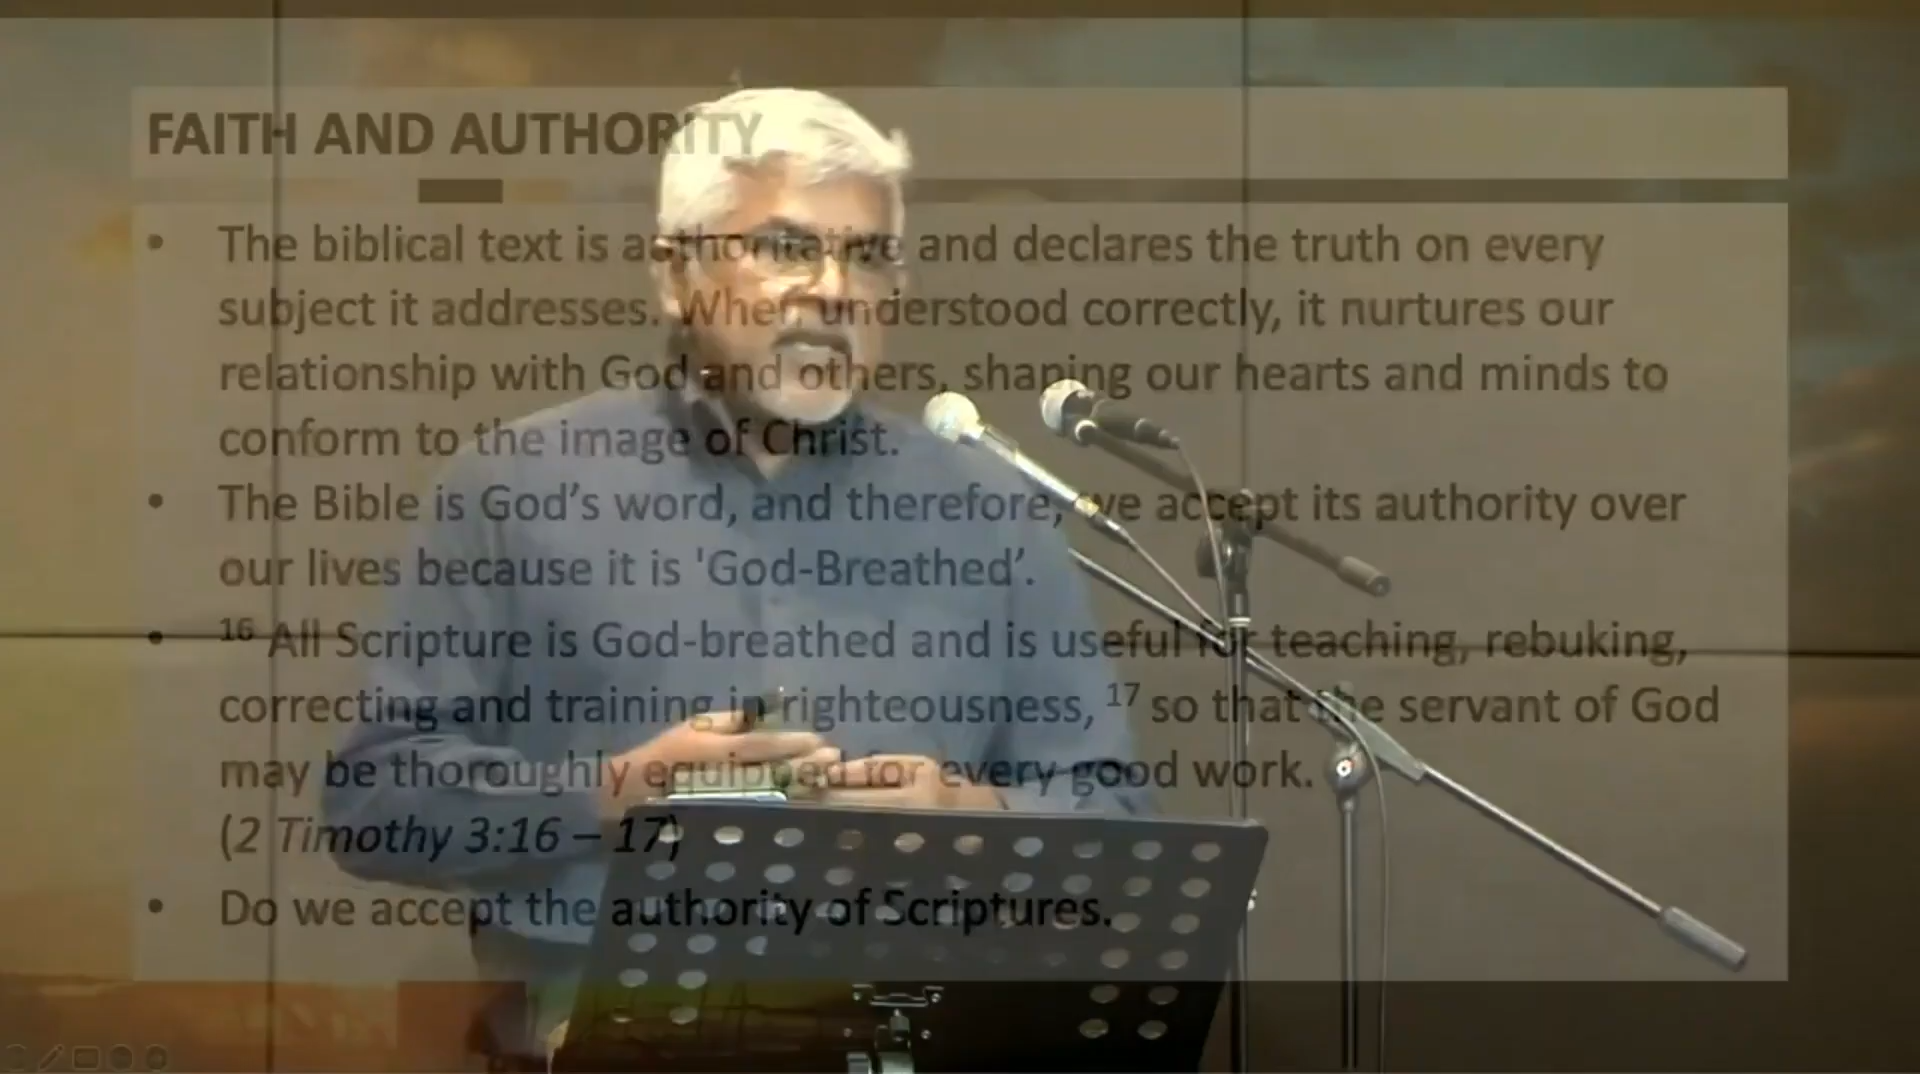 FAITH AND AUTHORITY
• The biblical text is authoritative and declares the truth on every
subject it addresses. When understood correctly, it nurtures our
relationship with God and others, shaping our hearts and minds to
conform to the image of Christ.
• The Bible is God’s word, and therefore, we accept its authority over
our lives because it is 'God-Breathed’.
• 16 All Scripture is God-breathed and is useful for teaching, rebuking,
correcting and training in righteousness, 17 so that the servant of God
may be thoroughly equipped for every good work.
(2 Timothy 3:16 – 17)
• Do we accept the authority of Scriptures.